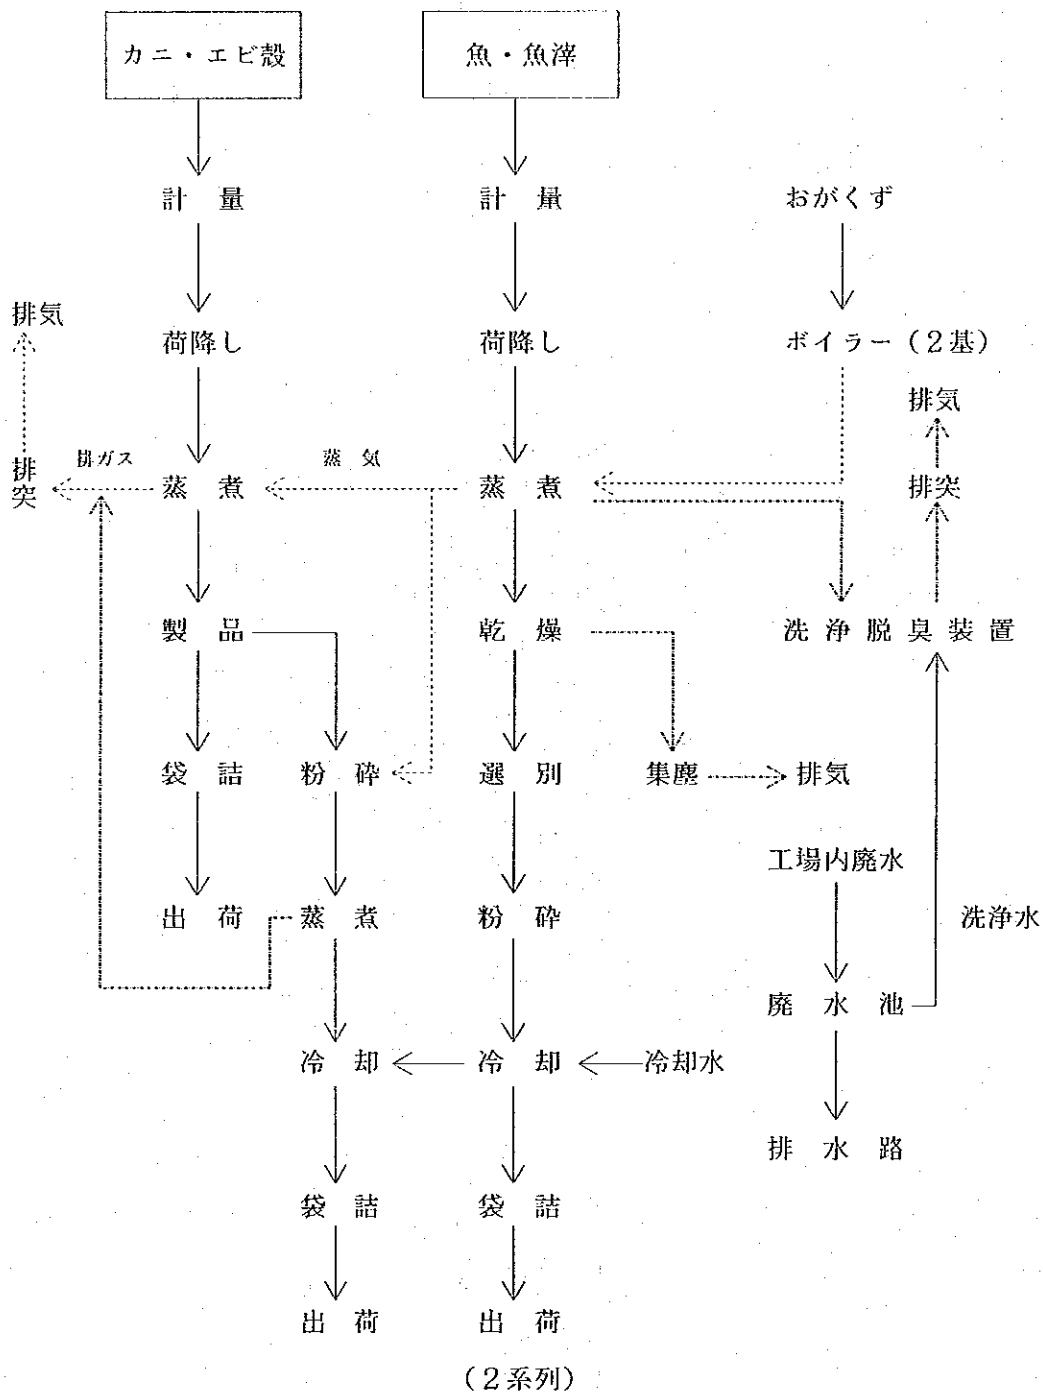 カニ・エビ殻
魚・魚滓
計量
計量
おがくず
排気
荷降し
荷降し
ボイラー（２基）
排気
排ガス
蒸気
排突
蒸煮
蒸煮
排突
製品
乾燥
洗浄脱臭装置
袋詰
粉砕
選別
集塵
排気
工場内廃水
出荷
蒸煮
粉砕
洗浄水
廃水池
冷却
冷却
冷却水
排水路
袋詰
袋詰
出荷
出荷
（２系列）